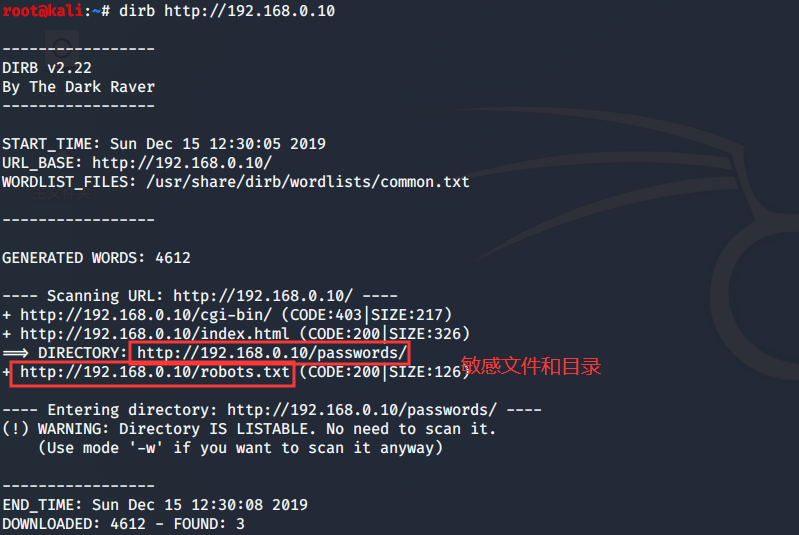 root@kali:~# dirb http://192.168.0.10
-----------------
DIRB v2.22
By The Dark Raver
-----------------
START_TIME: Sun Dec 15 12:30:05 2019
URL_BASE: http://192.168.0.10/
WORDLIST_FILES: /usr/share/dirb/wordlists/common.txt
-----------------
GENERATED WORDS: 4612
---- Scanning URL: http://192.168.0.10/ ----
+ http://192.168.0.10/cgi-bin/ (CODE:403|SIZE:217)
+ http://192.168.0.10/index.html (CODE:200|SIZE:326)
==> DIRECTORY: http://192.168.0.10/passwords/
+ http://192.168.0.10/robots.txt (CODE:200|SIZE:126)
敏感文件和目录
---- Entering directory: http://192.168.0.10/passwords/ ----
(!) WARNING: Directory IS LISTABLE. No need to scan it.
(Use mode '-w' if you want to scan it anyway)
-----------------
END_TIME: Sun Dec 15 12:30:08 2019
DOWNLOADED: 4612 - FOUND: 3